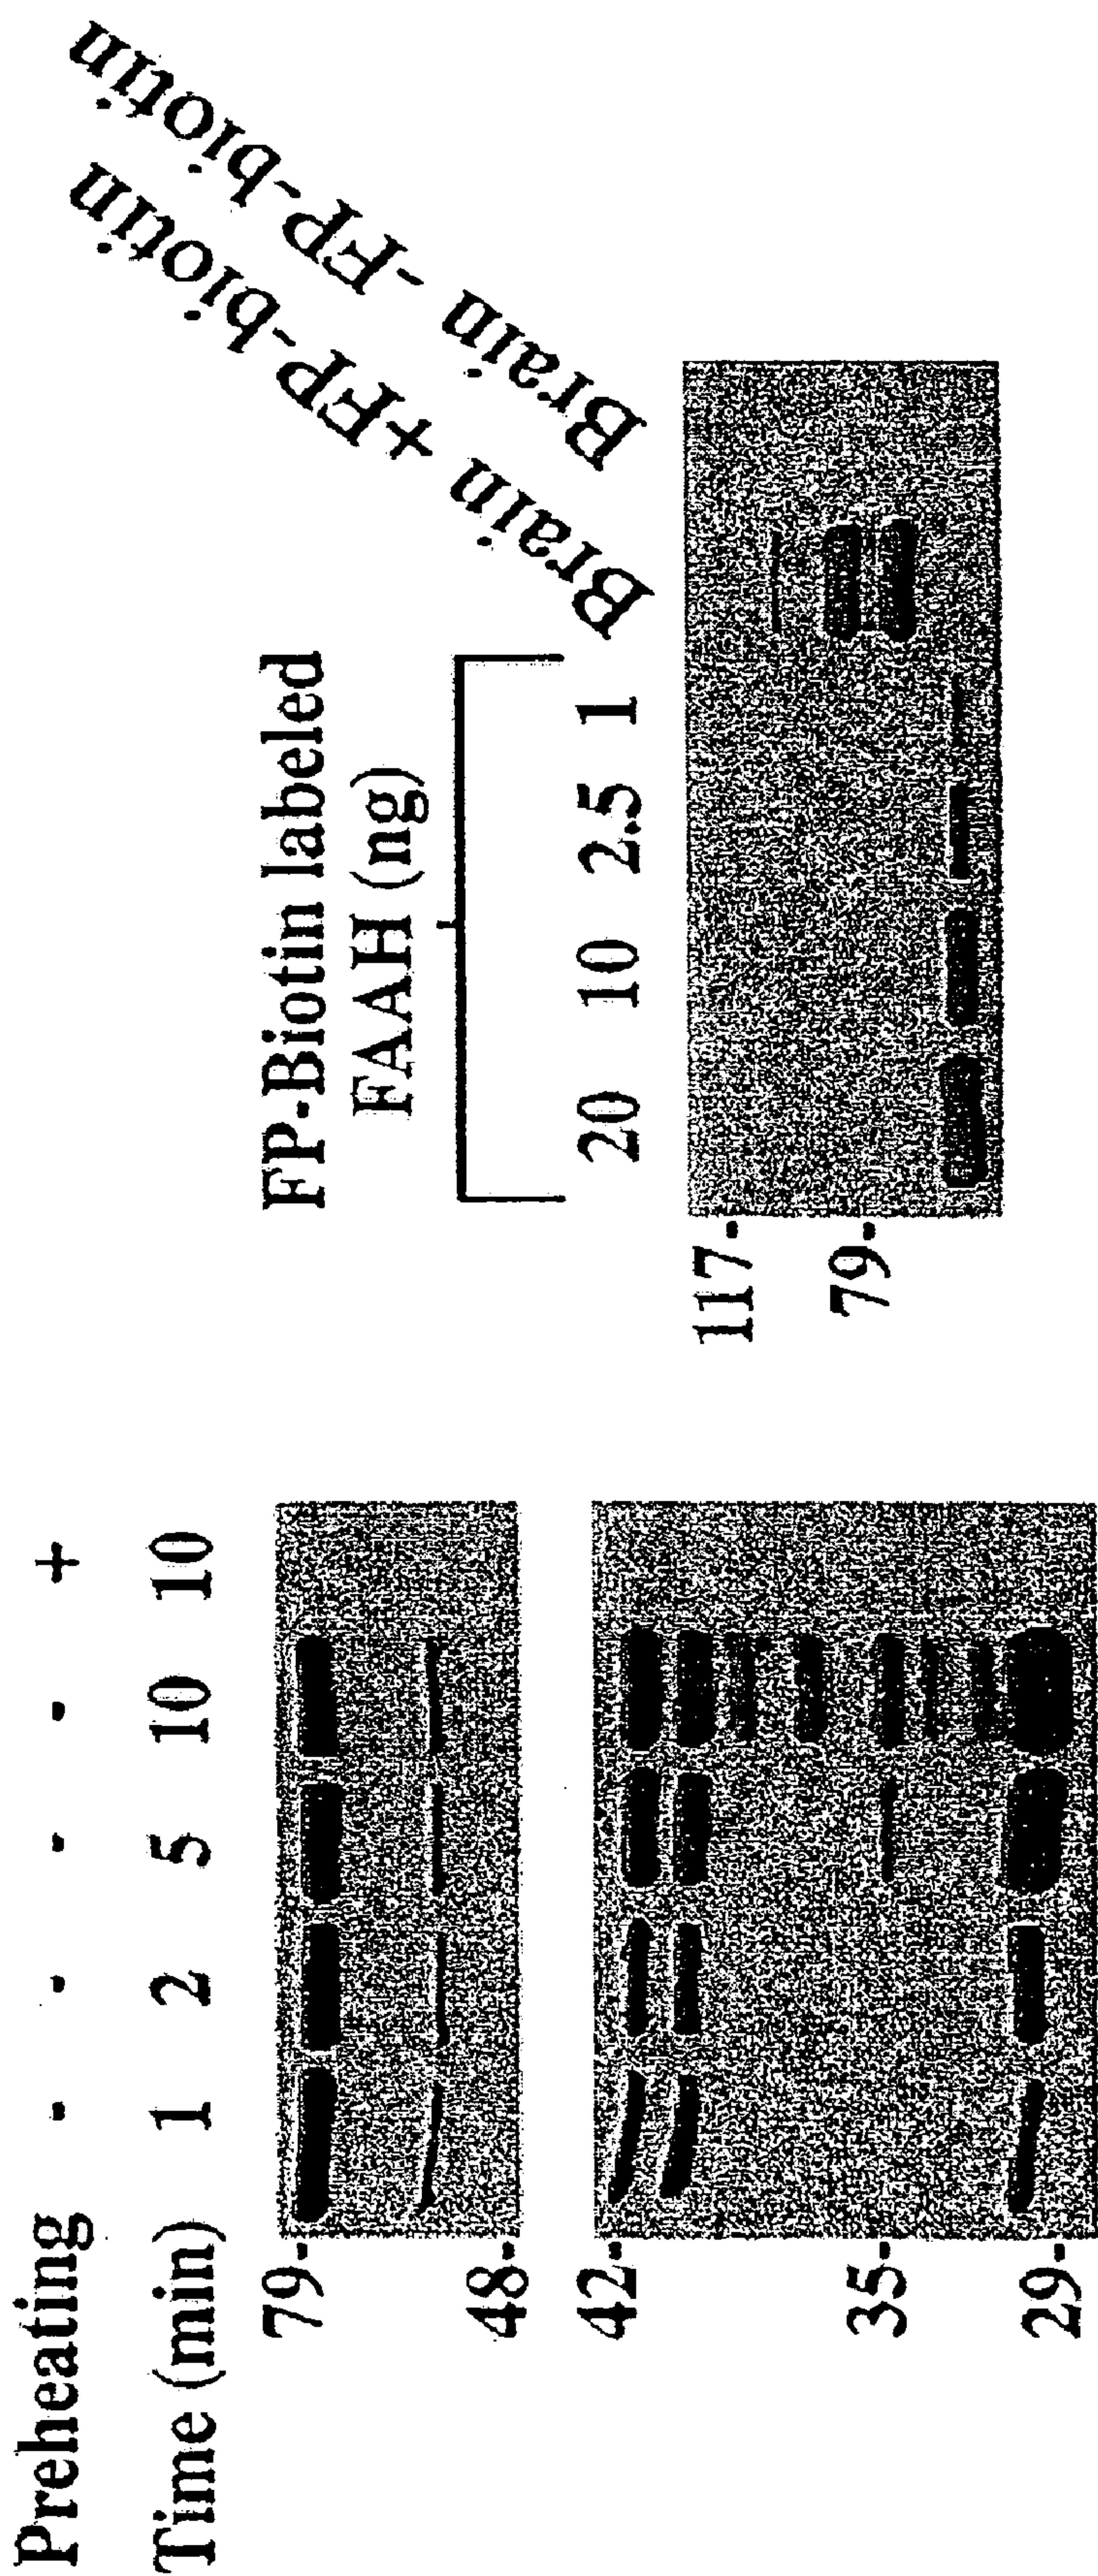 Preheating - - - - +
Time (min) 1 2 5 10 10
79-
48-
42-
35-
29-
FP-Biotin labeled
FAAH (ng)
20 10 2.5 1
Brain +FP-biotin
Brain -FP-biotin
117-
79-